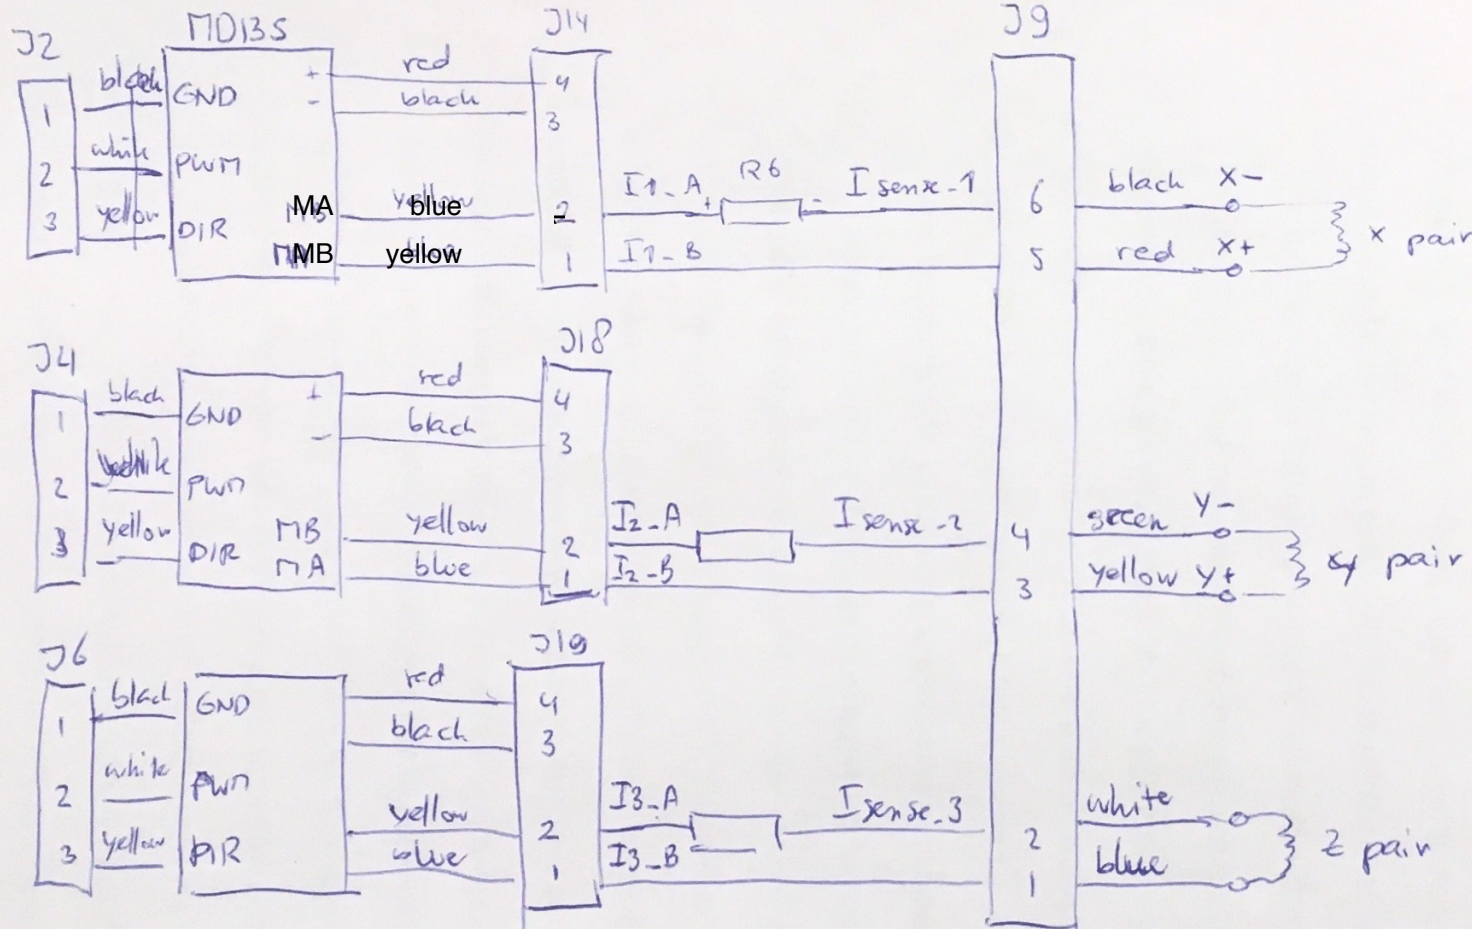 J2
MD13S
J14
J9
black
GND
+
red
4
1
-
black
3
white
PWM
2
I1_A
+
R6
-
Isense_1
6
black
X-
yellow
3
DIR
MA
blue
2
x pair
MB
yellow
1
I1_B
5
red
X+
J4
J18
black
1
GND
+
red
4
-
black
3
2
PWM
yellow
3
DIR
MB
yellow
2
I2_A
Isense_2
4
green
Y-
MA
blue
1
I2_B
3
yellow
Y+
y pair
J6
J19
black
1
GND
red
4
black
3
white
2
PWM
yellow
3
DIR
yellow
2
I3_A
Isense_3
2
white
blue
1
I3_B
1
blue
z pair